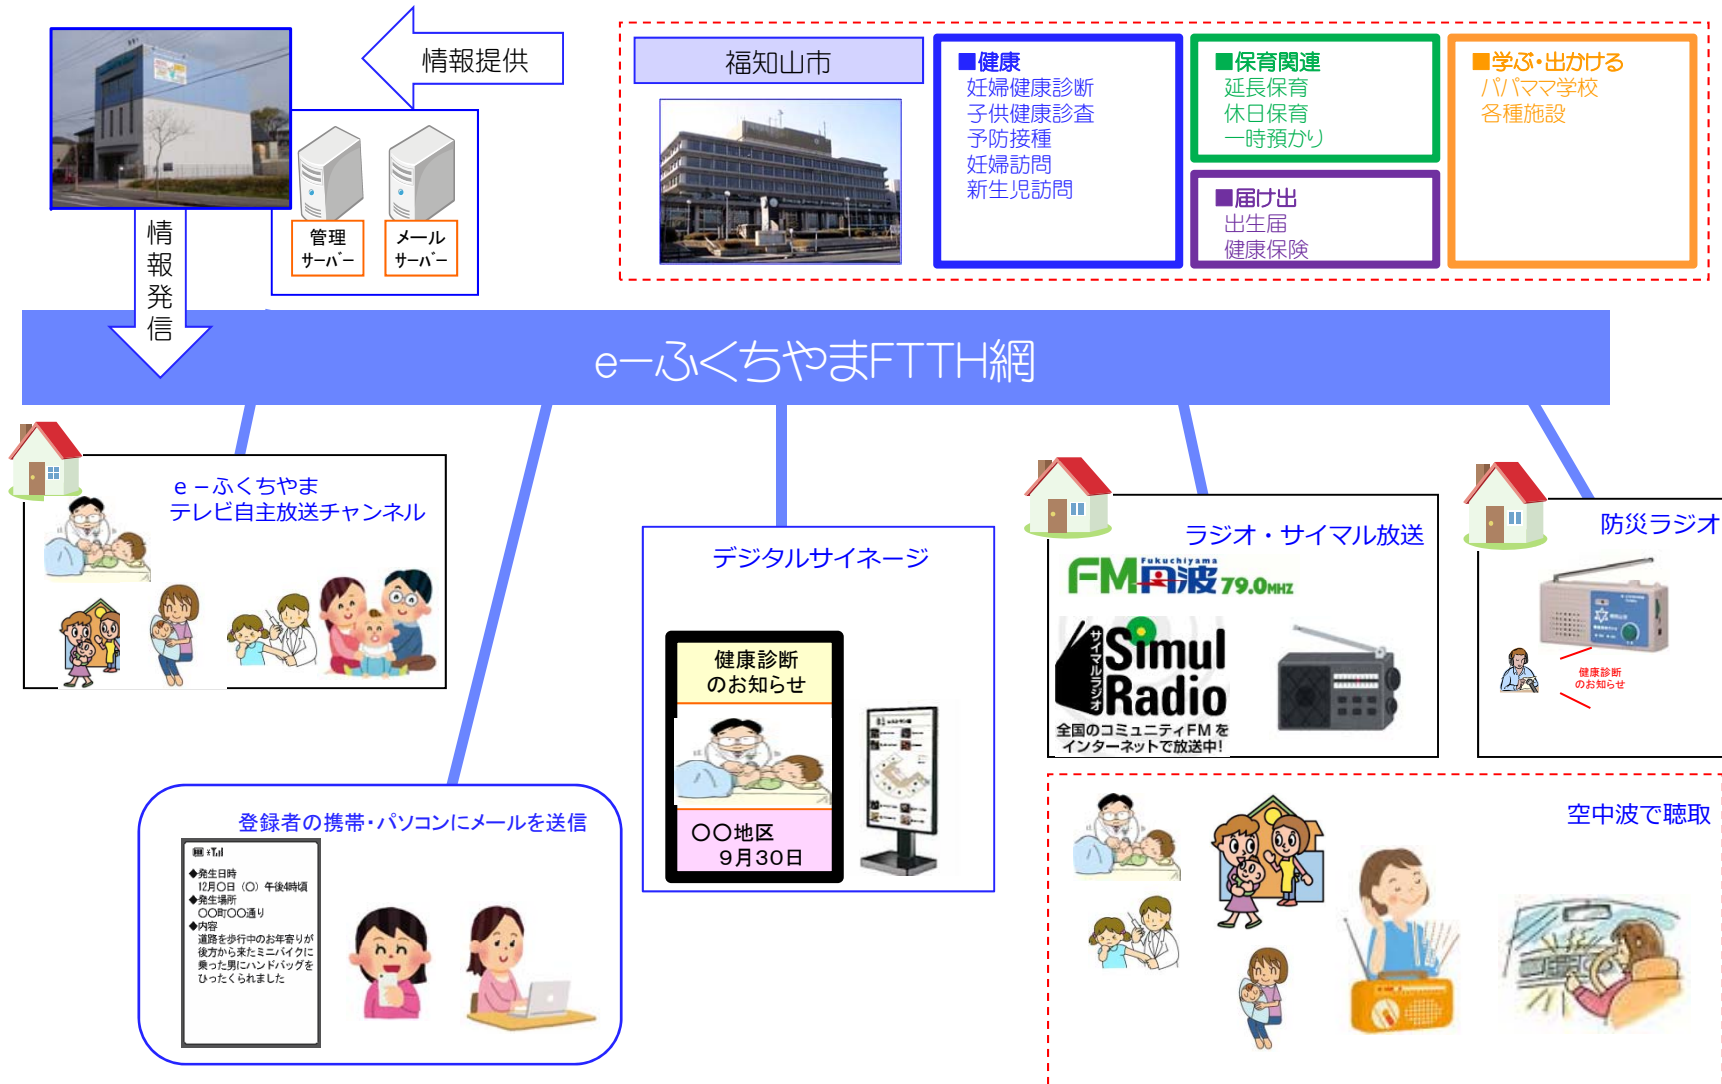 情報提供
福知山市
■健康
妊婦健康診断
子供健康診査
予防接種
妊婦訪問
新生児訪問
■保育関連
延長保育
休日保育
一時預かり
■届け出
出生届
健康保険
■学ぶ・出かける
パパママ学校
各種施設
管理
サーバー
メール
サーバー
情報発信
e－ふくちやまFTTH網
e－ふくちやま
テレビ自主放送チャンネル
デジタルサイネージ
健康診断
のお知らせ
〇〇地区
9月30日
ラジオ・サイマル放送
Fukuchiyama
FM丹波 79.0MHZ
サイマルラジオ
Simul
Radio
全国のコミュニティFMを
インターネットで放送中!
防災ラジオ
健康診断
のお知らせ
登録者の携帯・パソコンにメールを送信
◆発生日時
12月〇日（〇）午後4時頃
◆発生場所
〇〇町〇〇通り
◆内容
道路を歩行中のお年寄りが
後方から来たミニバイクに
乗った男にハンドバッグを
ひったくられました
空中波で聴取